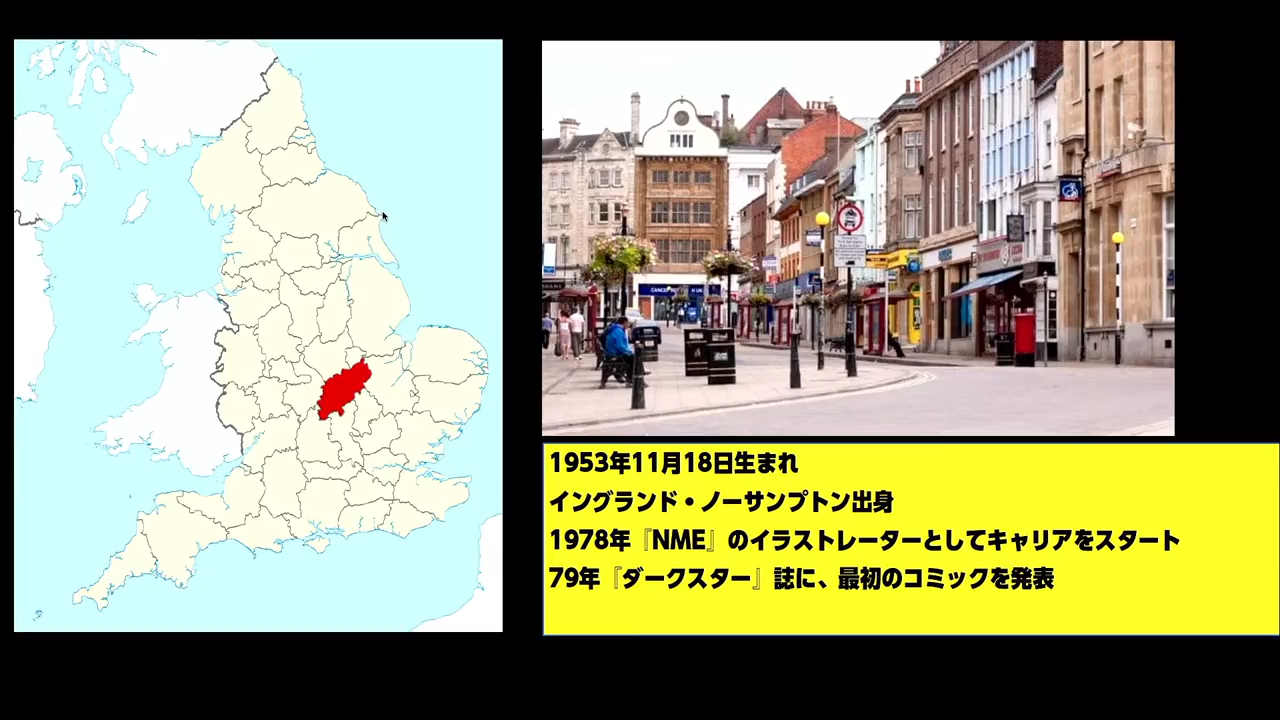 CANCER RESEARCH UK
1953年11月18日生まれ
イングランド・ノーサンプトン出身
1978年『NME』のイラストレーターとしてキャリアをスタート
79年『ダークスター』誌に、最初のコミックを発表